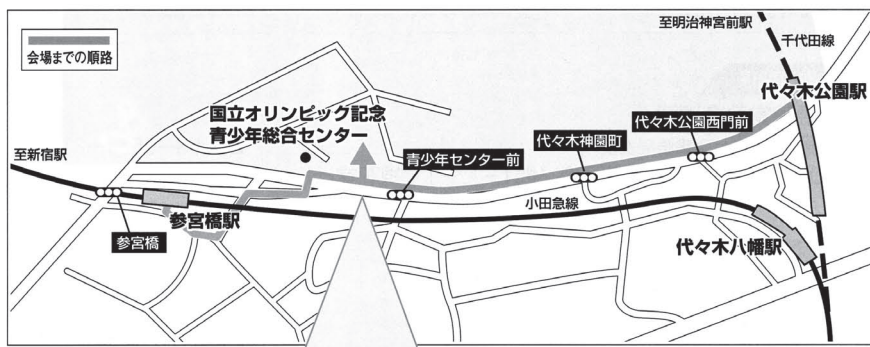 会場までの順路
至明治神宮前駅
千代田線
代々木公園駅
国立オリンピック記念
青少年総合センター
代々木公園西門前
代々木神園町
青少年センター前
至新宿駅
参宮橋駅
参宮橋
小田急線
代々木八幡駅